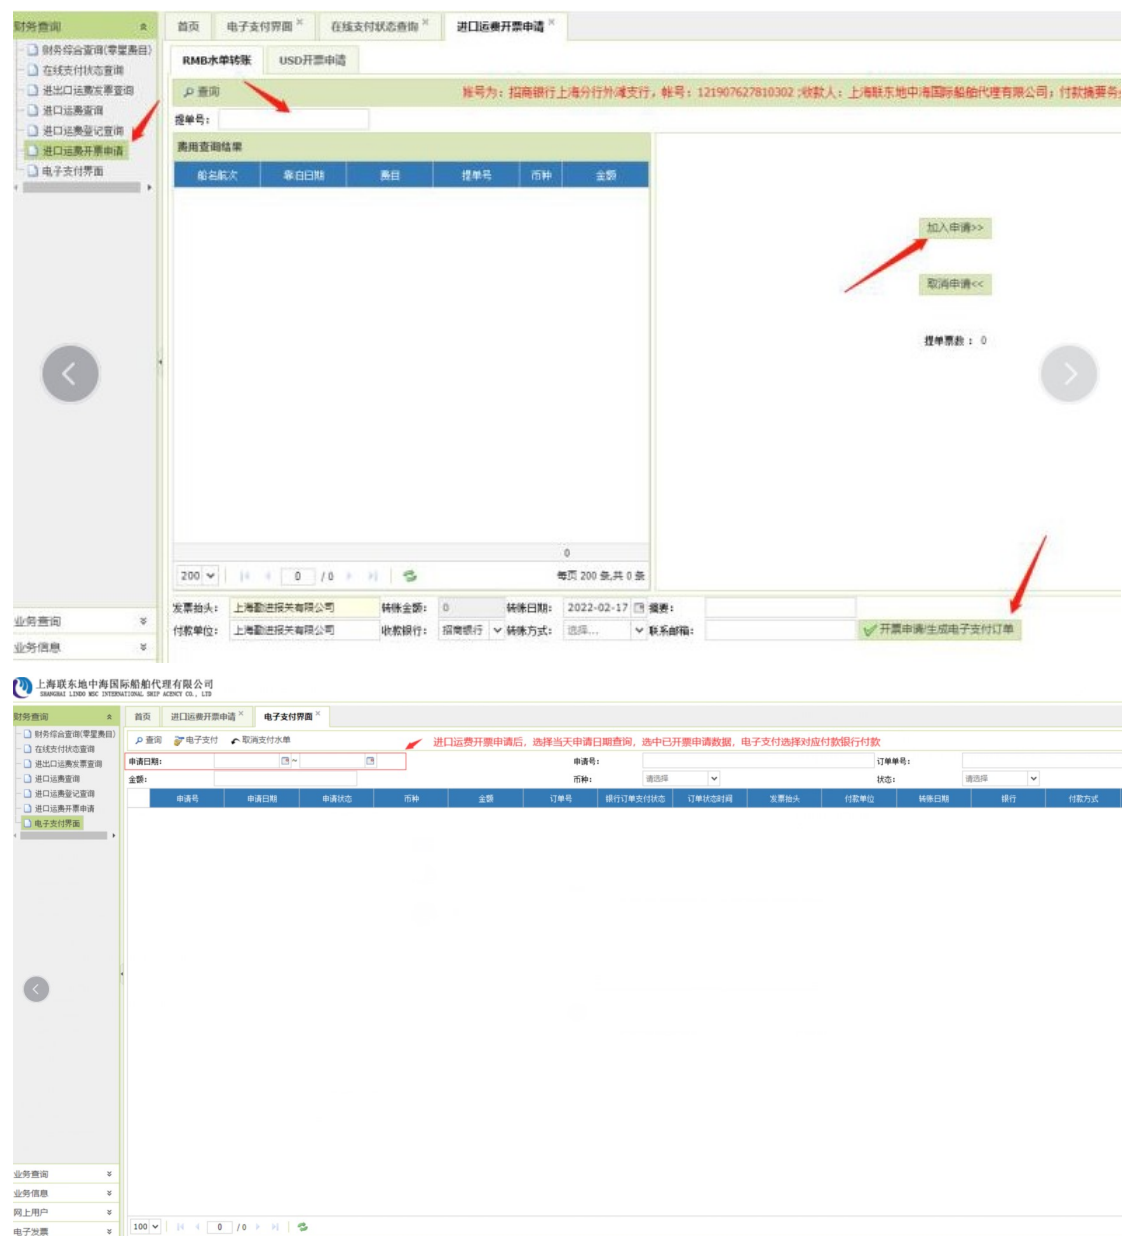 财务查询
首页 电子支付界面 × 在线支付状态查询 × 进口运费开票申请 ×
财务综合查询(零星费目)
在线支付状态查询
进出口运费发票查询
进口运费查询
进口运费登记查询
进口运费开票申请
电子支付界面
RMB水单转账 USD开票申请
查询 账号为：招商银行上海分行外滩支行，帐号：121907627810302 ;收款人：上海联东地中海国际船舶代理有限公司；付款摘要务
提单号：
费用查询结果
船名航次 靠泊日期 费目 提单号 币种 金额
加入申请>>
取消申请<<
提单票数： 0
0
200 0 / 0 每页 200 条,共 0 条
发票抬头： 上海勤进报关有限公司 转账金额： 0 转账日期： 2022-02-17 摘要：
付款单位： 上海勤进报关有限公司 收款银行： 招商银行 转账方式： 选择... 联系邮箱： 开票申请/生成电子支付订单
业务查询
业务信息
上海联东地中海国际船舶代理有限公司
SHANGHAI LINDO MSC INTERNATIONAL SHIP AGENCY CO., LTD
财务查询
首页 进口运费开票申请 × 电子支付界面 ×
财务综合查询(零星费目)
在线支付状态查询
进出口运费发票查询
进口运费查询
进口运费登记查询
进口运费开票申请
电子支付界面
查询 电子支付 取消支付水单 进口运费开票申请后，选择当天申请日期查询，选中已开票申请数据，电子支付选择对应付款银行付款
申请日期： ~ 申请号： 订单单号：
金额： 币种： 请选择 状态： 请选择
申请号 申请日期 申请状态 币种 金额 订单号 银行订单支付状态 订单状态时间 发票抬头 付款单位 转账日期 银行 付款方式
业务查询
业务信息
网上用户
电子发票
100 0 / 0